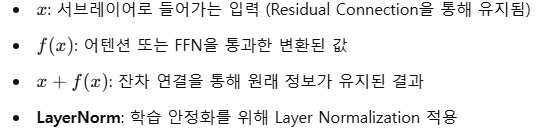 • x: 서브레이어로 들어가는 입력 (Residual Connection을 통해 유지됨)
• f(x): 어텐션 또는 FFN을 통과한 변환된 값
• x + f(x): 잔차 연결을 통해 원래 정보가 유지된 결과
• LayerNorm: 학습 안정화를 위해 Layer Normalization 적용